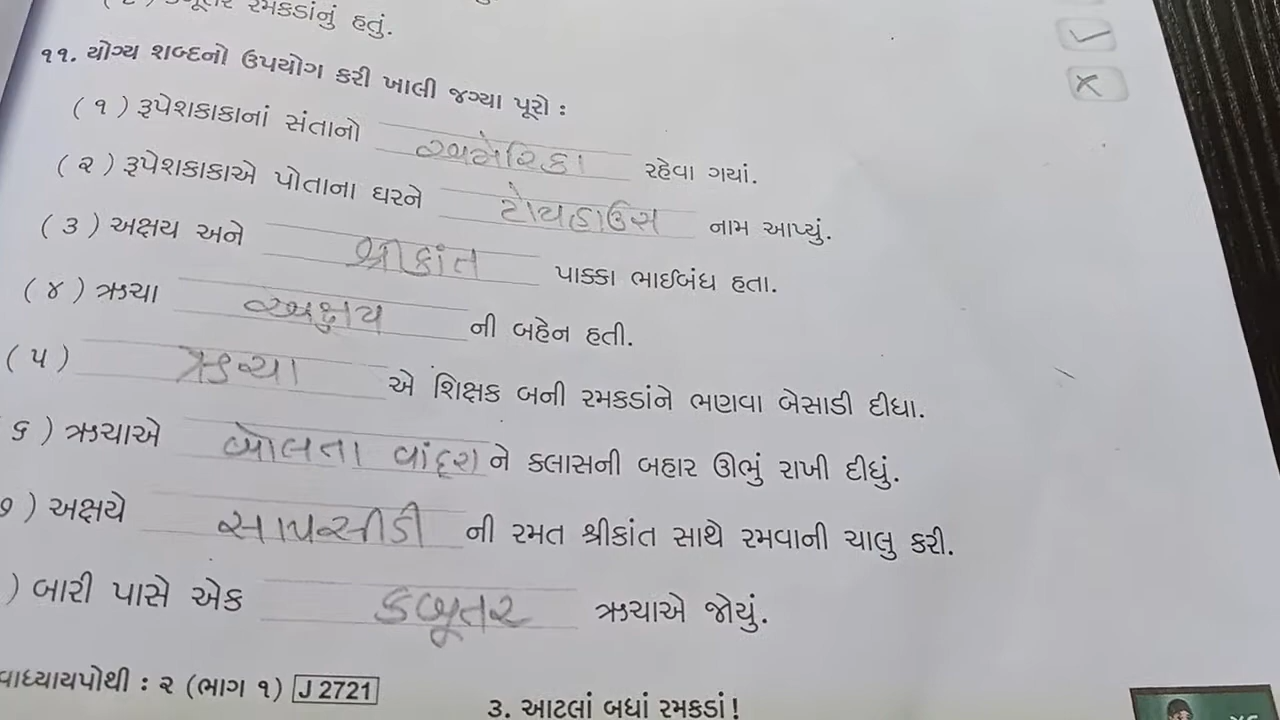 રમકડાંનું હતું.
૧૧. યોગ્ય શબ્દનો ઉપયોગ કરી ખાલી જગ્યા પૂરો :
(૧) રૂપેશકાકાનાં સંતાનો અમેરિકા રહેવા ગયાં.
(૨) રૂપેશકાકાએ પોતાના ઘરને ટોયહાઉસ નામ આપ્યું.
(૩) અક્ષય અને શ્રીકાંત પાક્કા ભાઈબંધ હતા.
(૪) ઋચા અક્ષય ની બહેન હતી.
(૫) ઋચા એ શિક્ષક બની રમકડાંને ભણવા બેસાડી દીધા.
૬) ઋચાએ બોલતા વાંદરા ને ક્લાસની બહાર ઊભું રાખી દીધું.
૭) અક્ષયે સાપસીડી ની રમત શ્રીકાંત સાથે રમવાની ચાલુ કરી.
) બારી પાસે એક કબૂતર ઋચાએ જોયું.
વાધ્યાયપોથી : ૨ (ભાગ ૧) J 2721
૩. આટલાં બધાં રમકડાં!